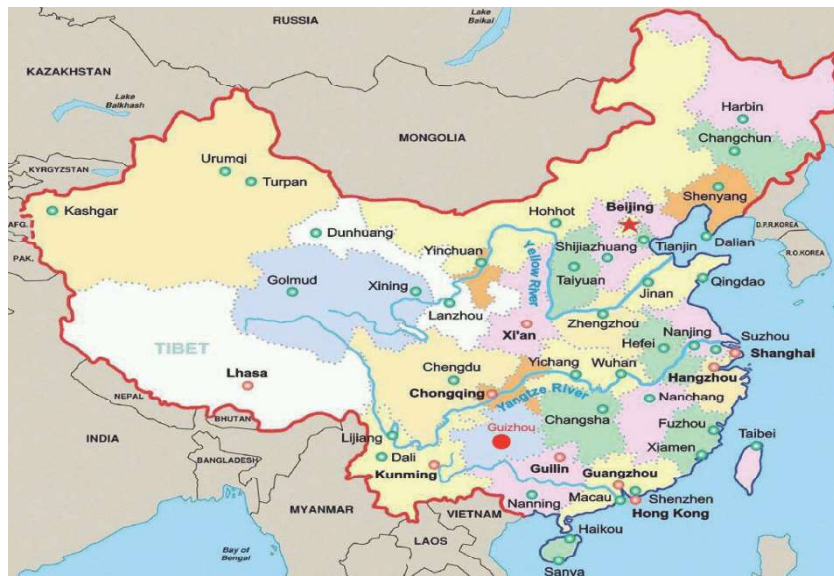 RUSSIA
Lake
Baikal
KAZAKHSTAN
Lake
Balkhash
MONGOLIA
Harbin
Changchun
Urumqi
Turpan
KYRGYZSTAN
Shenyang
Kashgar
Beijing
Hohhot
AFG.
Dunhuang
D.P.R.KOREA
Dalian
Tianjin
Shijiazhuang
Yinchuan
R.O.KOREA
PAK.
Yellow River
Taiyuan
Golmud
Xining
Qingdao
Jinan
Lanzhou
Zhengzhou
Xi'an
Nanjing
Suzhou
Hefei
TIBET
Shanghai
Chengdu
Yichang
Wuhan
Lhasa
Hangzhou
Chongqing
Yangtze River
Nanchang
NEPAL
Changsha
BHUTAN
Guizhou
Fuzhou
Lijiang
INDIA
Taibei
Xiamen
BANGLADESH
Dali
Guilin
Kunming
Guangzhou
Nanning
Macau
Shenzhen
MYANMAR
VIETNAM
Hong Kong
Haikou
LAOS
Bay of
Bengal
Sanya